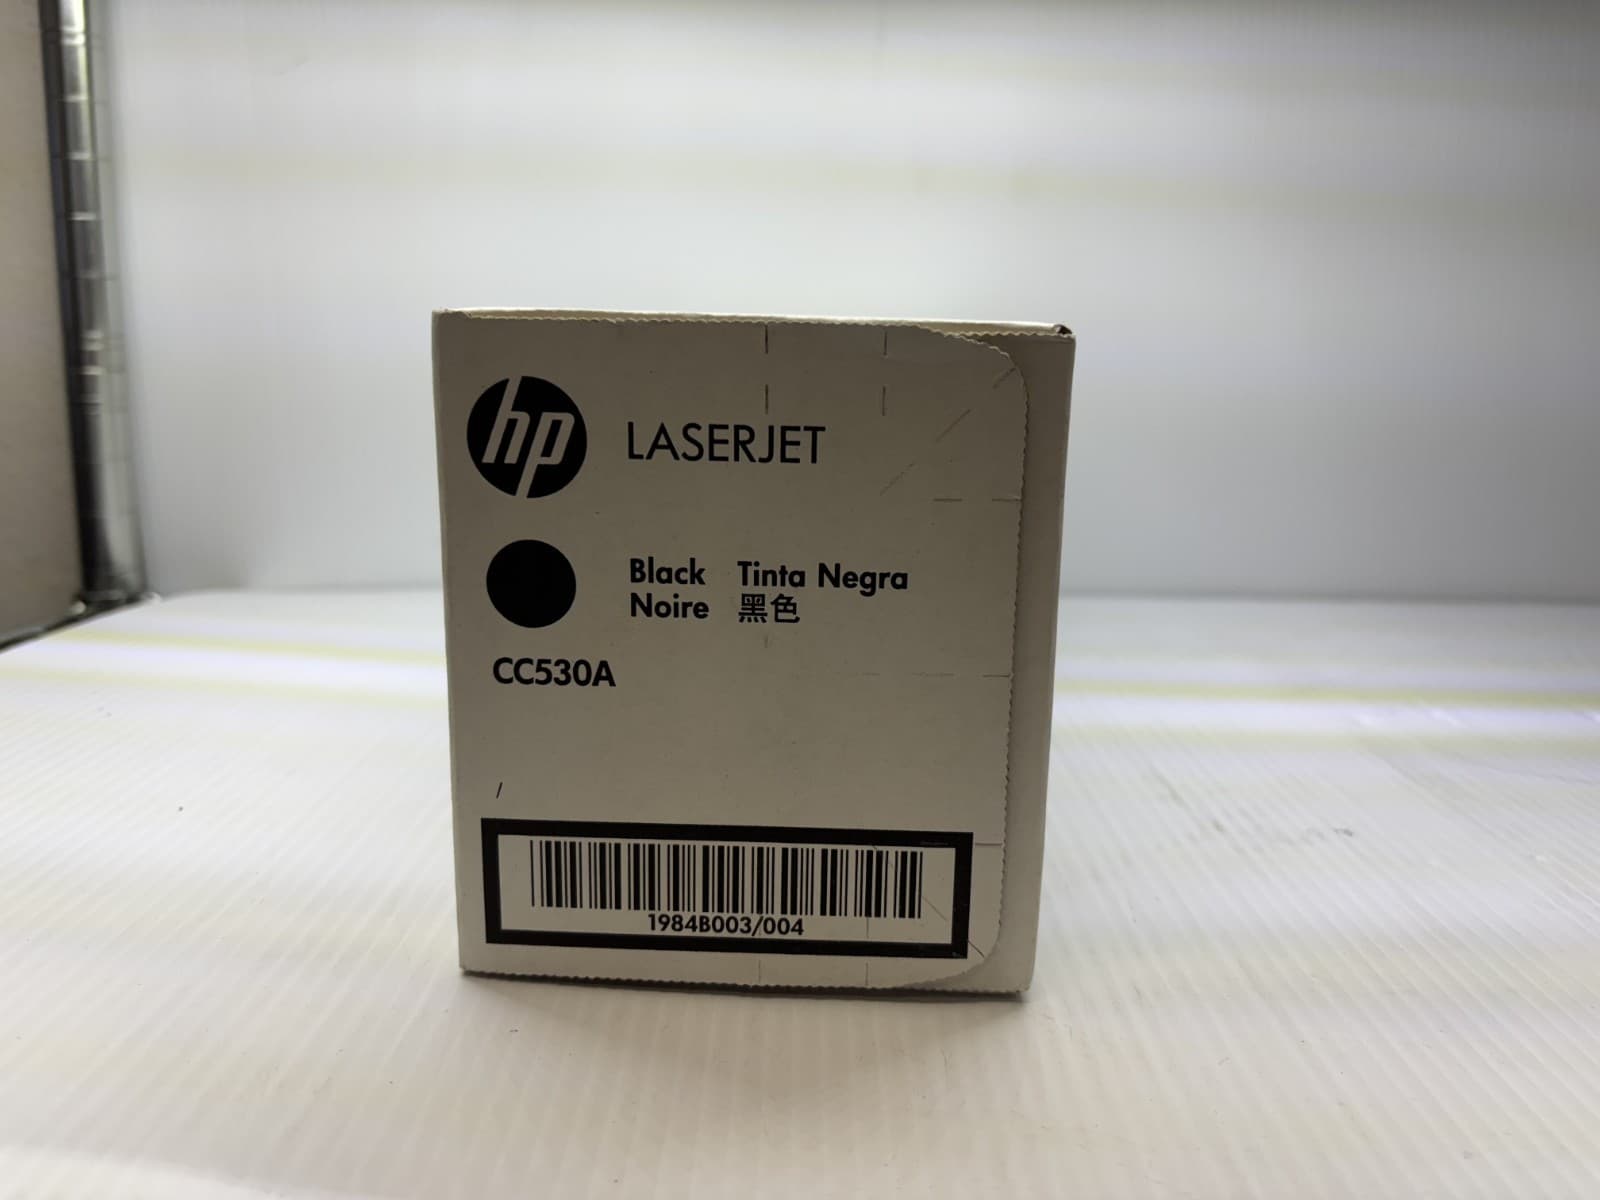 hp LASERJET
Black Tinta Negra
Noire 黑色
CC530A
/
1984B003/004